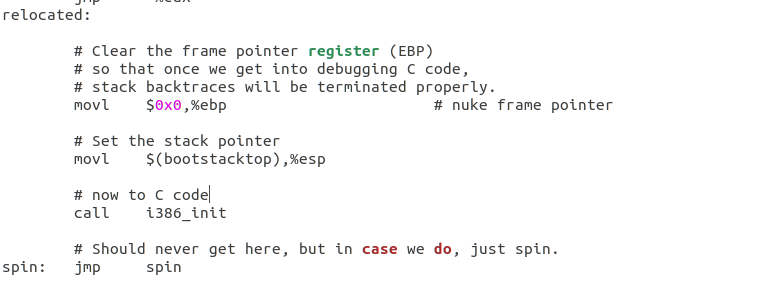 relocated:
# Clear the frame pointer register (EBP)
# so that once we get into debugging C code,
# stack backtraces will be terminated properly.
movl $0x0,%ebp # nuke frame pointer
# Set the stack pointer
movl $(bootstacktop),%esp
# now to C code
call i386_init
# Should never get here, but in case we do, just spin.
spin: jmp spin